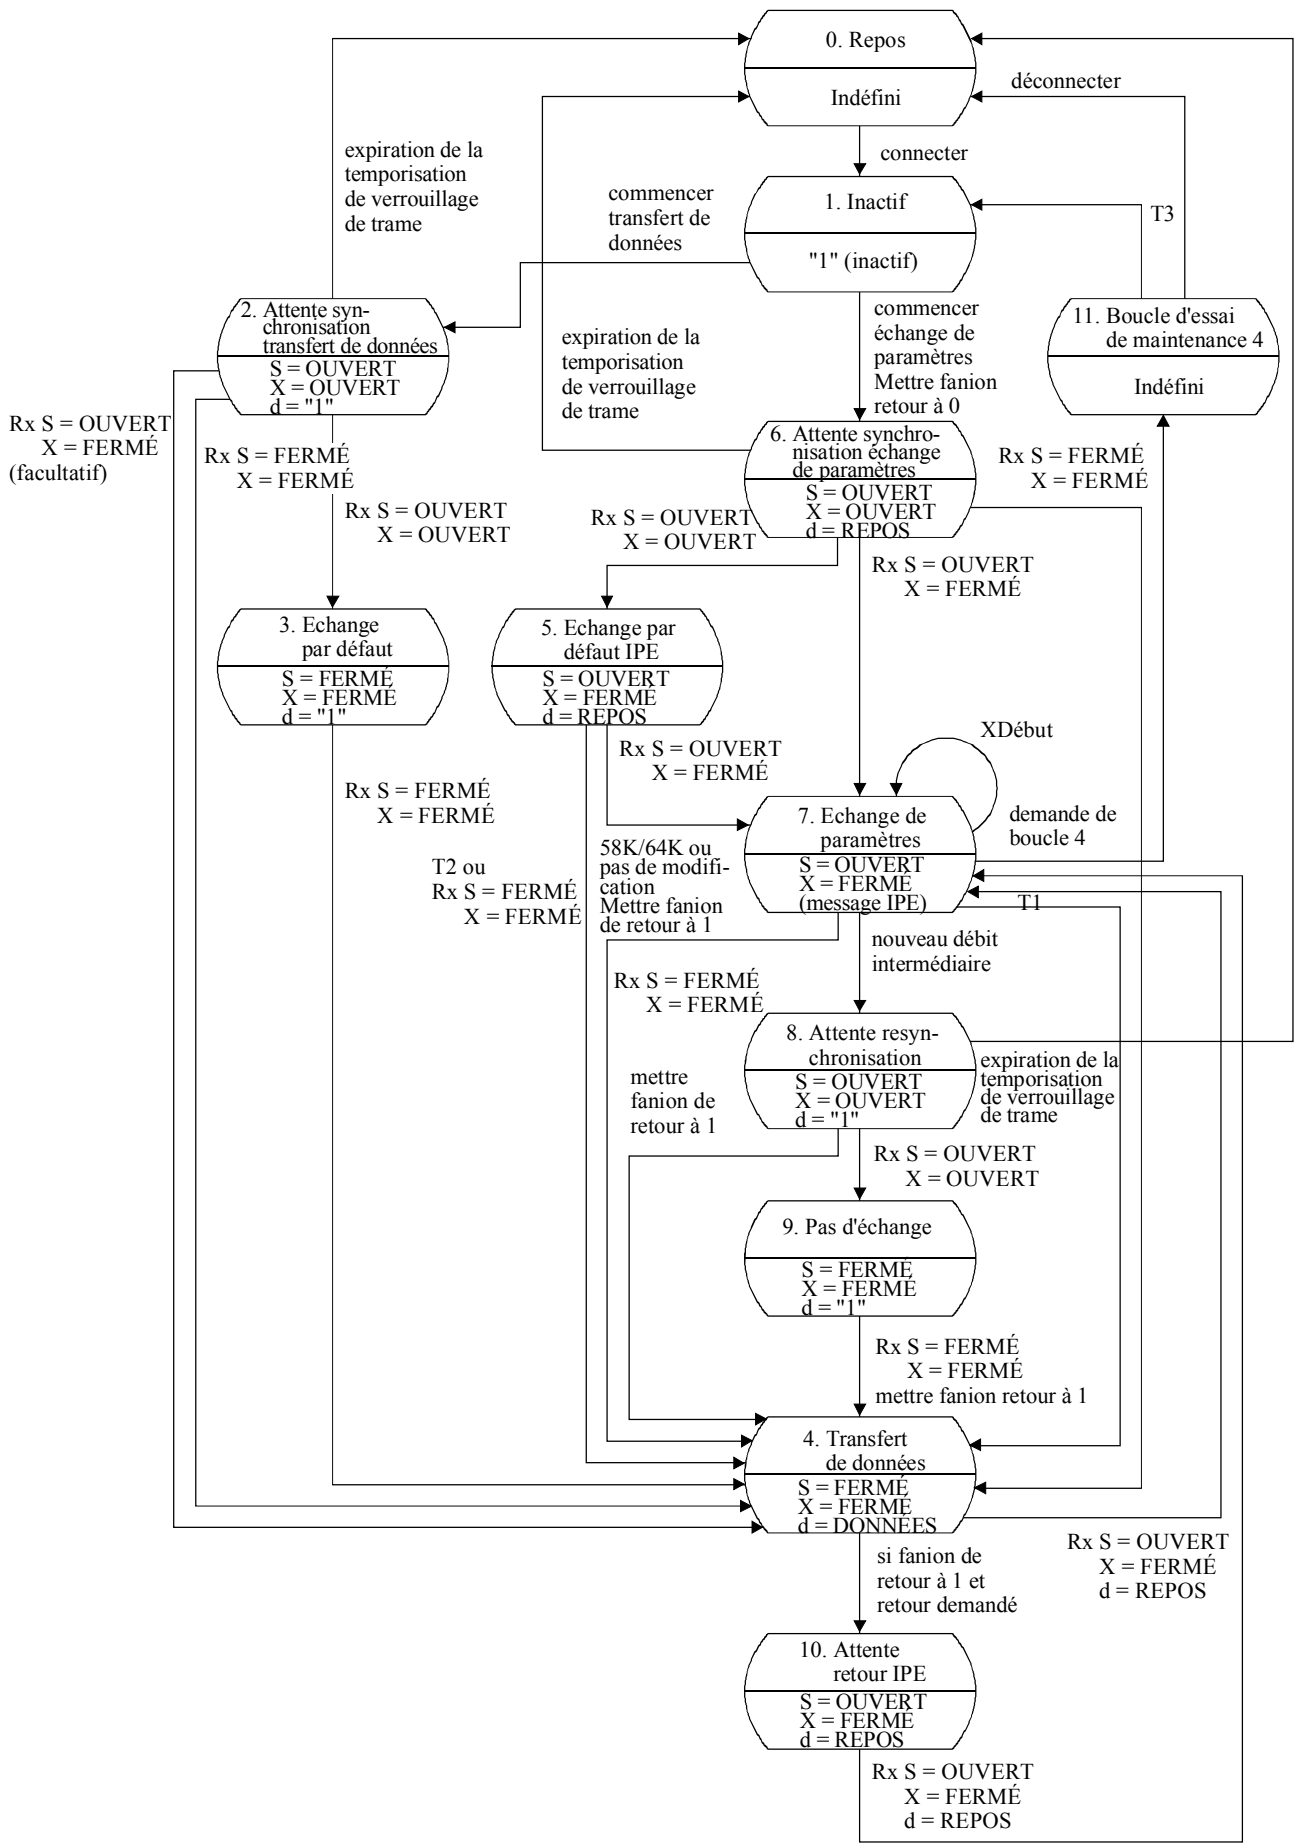 0. Repos
Indéfini
déconnecter
connecter
expiration de la
temporisation
de verrouillage
de trame
commencer
transfert de
données
1. Inactif
"1" (inactif)
T3
2. Attente syn-
chronisation
transfert de données
S = OUVERT
X = OUVERT
d = "1"
expiration de la
temporisation
de verrouillage
de trame
commencer
échange de
paramètres
Mettre fanion
retour à 0
11. Boucle d'essai
de maintenance 4
Indéfini
Rx S = OUVERT
X = FERMÉ
(facultatif)
Rx S = FERMÉ
X = FERMÉ
Rx S = OUVERT
X = OUVERT
6. Attente synchro-
nisation échange
de paramètres
S = OUVERT
X = OUVERT
d = REPOS
Rx S = FERMÉ
X = FERMÉ
Rx S = OUVERT
X = OUVERT
Rx S = OUVERT
X = FERMÉ
3. Echange
par défaut
S = FERMÉ
X = FERMÉ
d = "1"
5. Echange par
défaut IPE
S = OUVERT
X = FERMÉ
d = REPOS
Rx S = OUVERT
X = FERMÉ
XDébut
Rx S = FERMÉ
X = FERMÉ
7. Echange de
paramètres
S = OUVERT
X = FERMÉ
(message IPE)
demande de
boucle 4
T2 ou
Rx S = FERMÉ
X = FERMÉ
58K/64K ou
pas de modifi-
cation
Mettre fanion
de retour à 1
T1
nouveau débit
intermédiaire
Rx S = FERMÉ
X = FERMÉ
8. Attente resyn-
chronisation
S = OUVERT
X = OUVERT
d = "1"
expiration de la
temporisation
de verrouillage
de trame
mettre
fanion de
retour à 1
Rx S = OUVERT
X = OUVERT
9. Pas d'échange
S = FERMÉ
X = FERMÉ
d = "1"
Rx S = FERMÉ
X = FERMÉ
mettre fanion retour à 1
4. Transfert
de données
S = FERMÉ
X = FERMÉ
d = DONNÉES
Rx S = OUVERT
X = FERMÉ
d = REPOS
si fanion de
retour à 1 et
retour demandé
10. Attente
retour IPE
S = OUVERT
X = FERMÉ
d = REPOS
Rx S = OUVERT
X = FERMÉ
d = REPOS